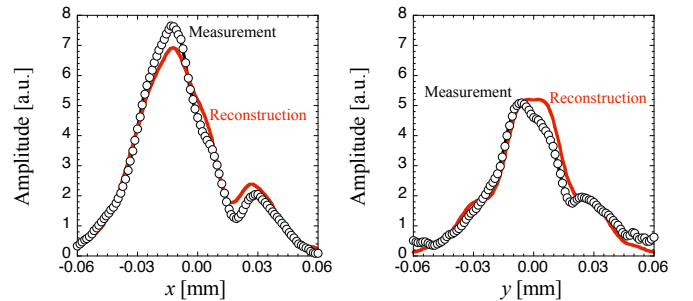 8
7
6
5
4
3
2
1
0
Amplitude [a.u.]
Measurement
Reconstruction
-0.06 -0.03 0.00 0.03 0.06
x [mm]
8
7
6
5
4
3
2
1
0
Amplitude [a.u.]
Measurement Reconstruction
-0.06 -0.03 0.00 0.03 0.06
y [mm]